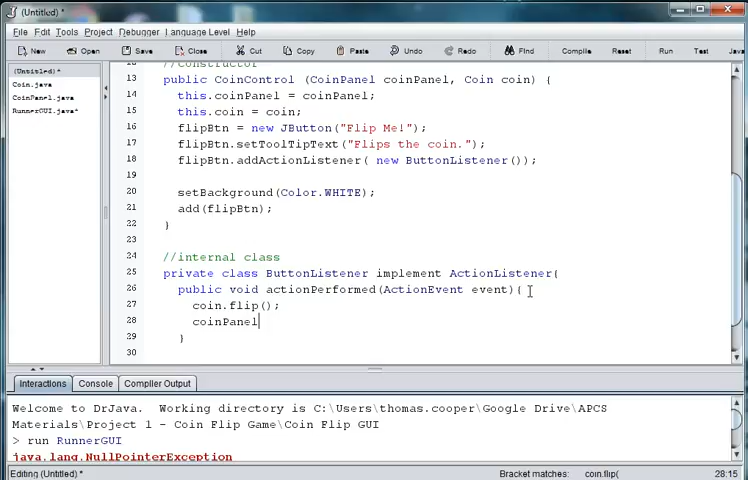 (Untitled) *
File Edit Tools Project Debugger Language Level Help
New Open Save Close Cut Copy Paste Undo Redo Find Compile Reset Run Test
(Untitled) *
Coin.java
CoinPanel.java
RunnerGUI.java*
12 //Constructor
13 public CoinControl (CoinPanel coinPanel, Coin coin) {
14 this.coinPanel = coinPanel;
15 this.coin = coin;
16 flipBtn = new JButton("Flip Me!");
17 flipBtn.setToolTipText("Flips the coin.");
18 flipBtn.addActionListener( new ButtonListener());
19
20 setBackground(Color.WHITE);
21 add(flipBtn);
22 }
23
24 //internal class
25 private class ButtonListener implement ActionListener{
26 public void actionPerformed(ActionEvent event){
27 coin.flip();
28 coinPanel
29 }
30
Interactions Console Compiler Output
Welcome to DrJava. Working directory is C:\Users\thomas.cooper\Google Drive\APCS
Materials\Project 1 - Coin Flip Game\Coin Flip GUI
> run RunnerGUI
java.lang.NullPointerException
Editing (Untitled) * Bracket matches: coin.flip( 28:15